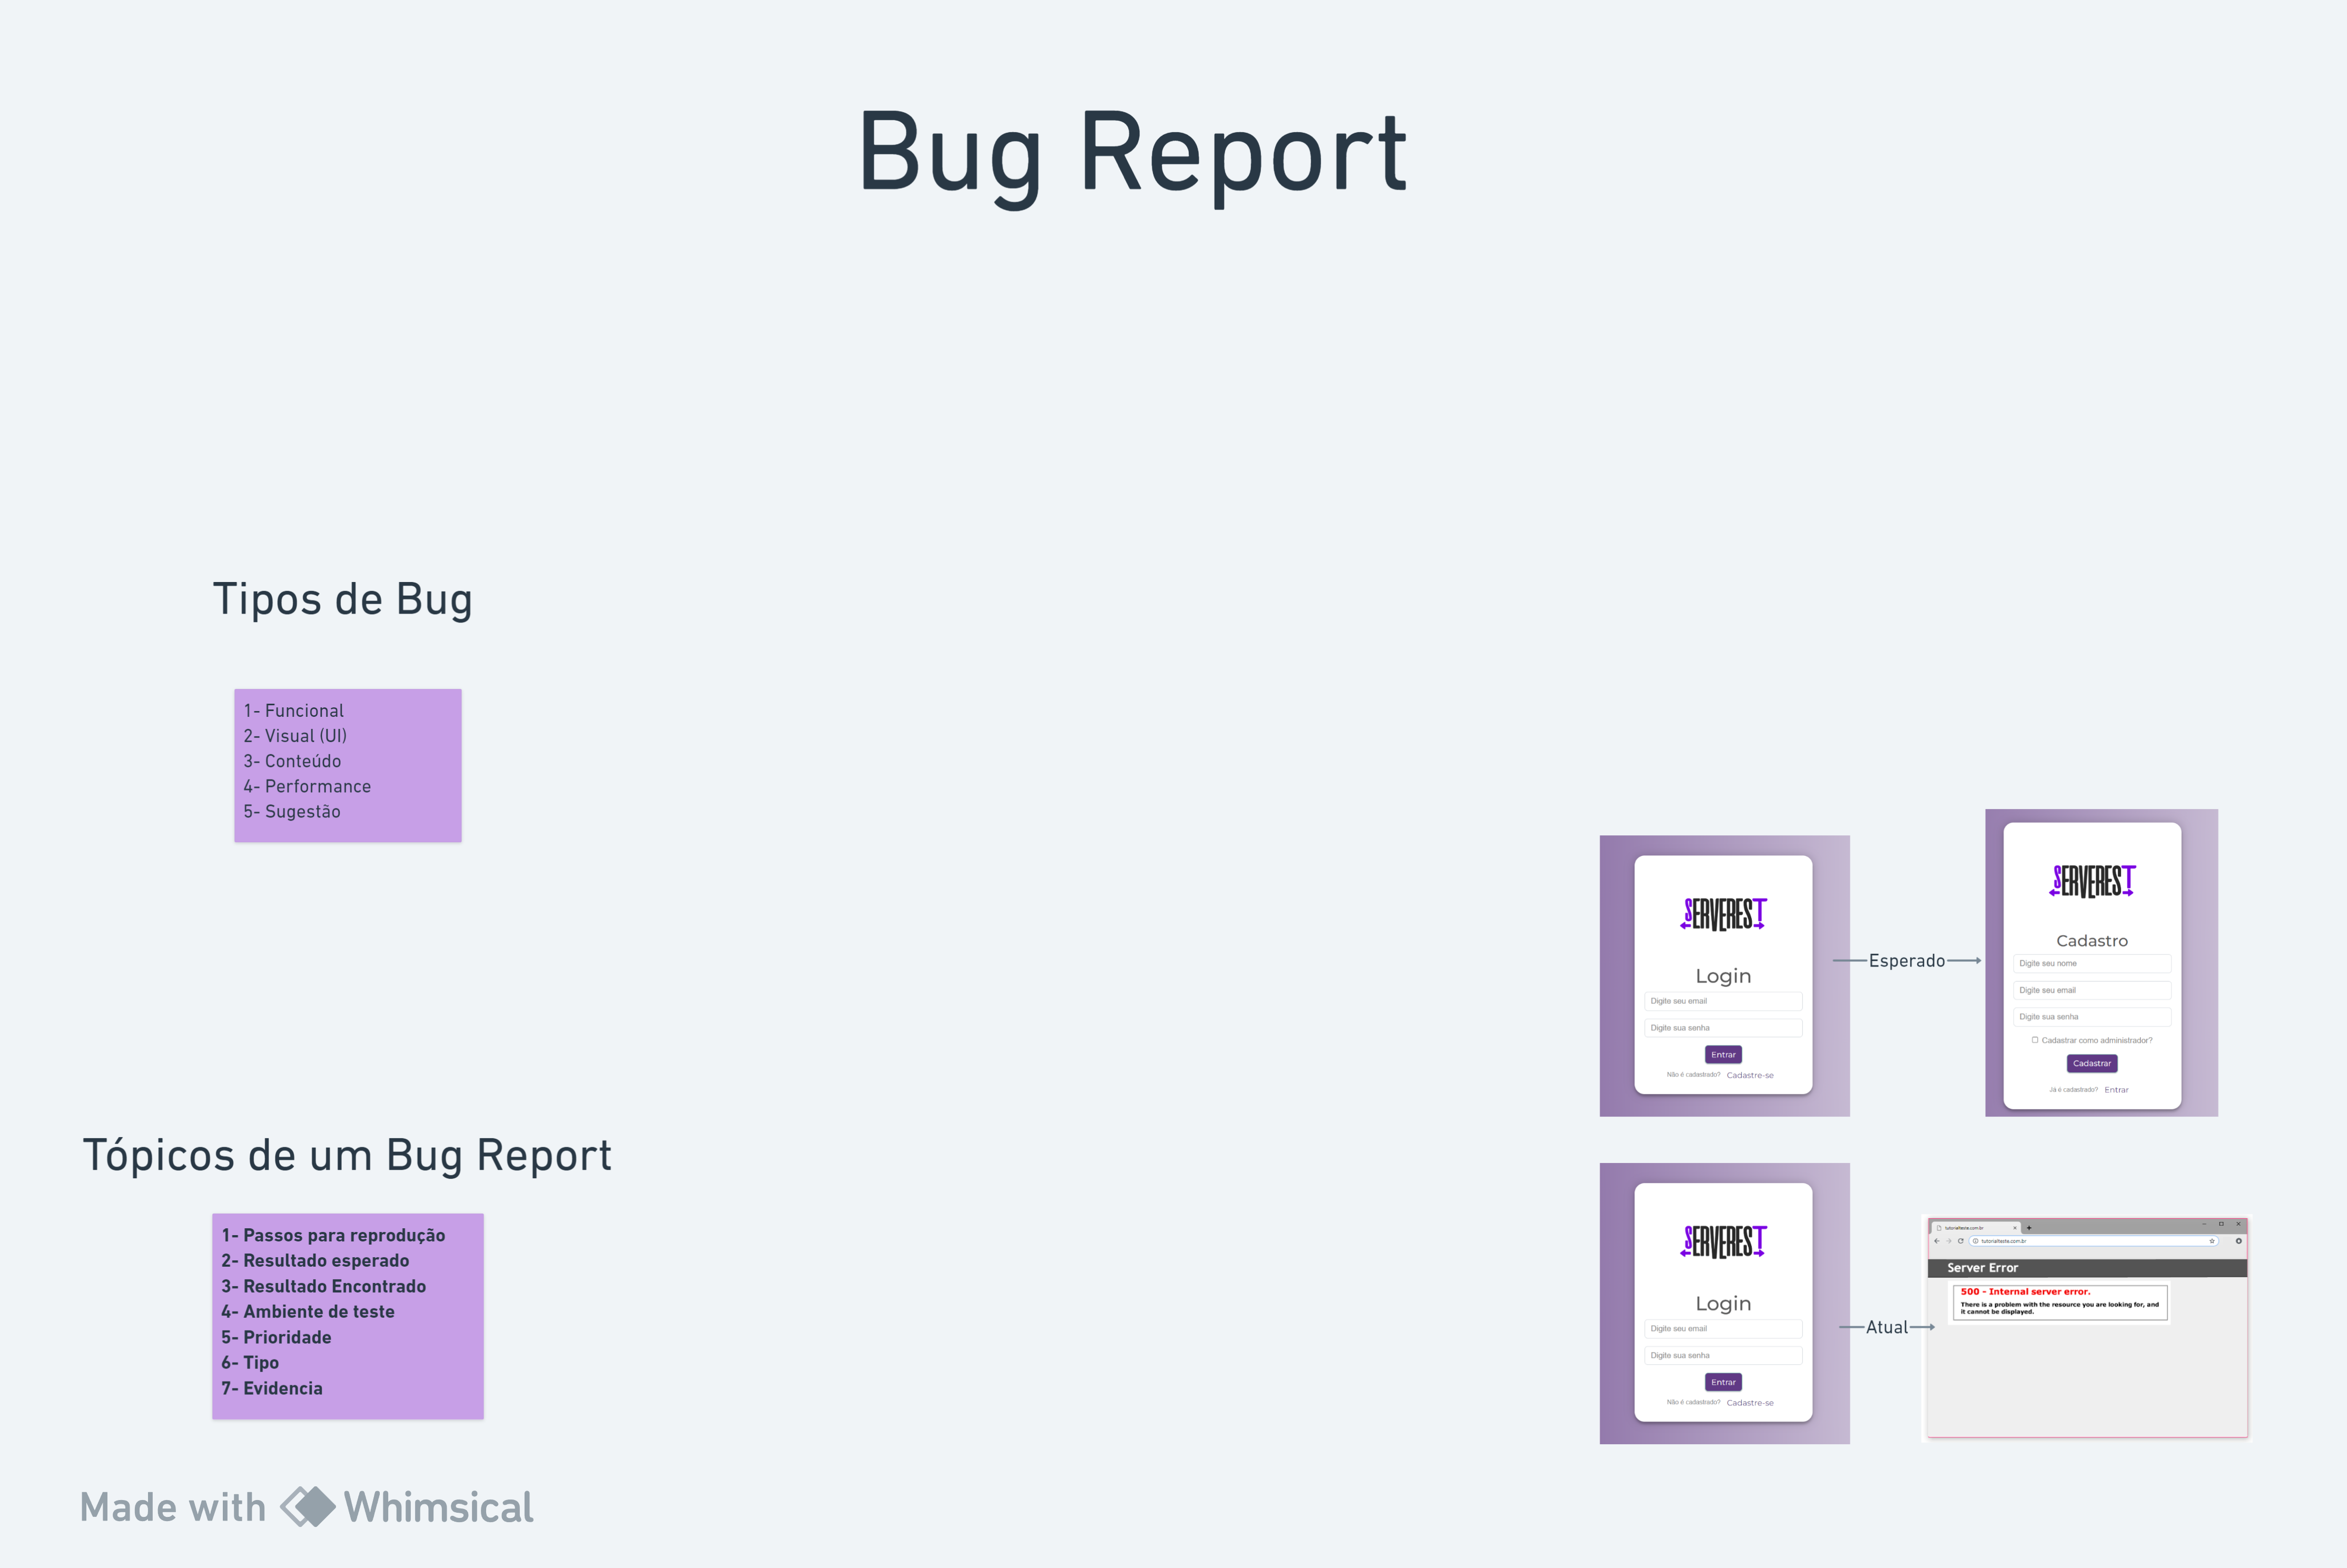 Bug Report
Tipos de Bug
1- Funcional
2- Visual (UI)
3- Conteúdo
4- Performance
5- Sugestão
Tópicos de um Bug Report
1- Passos para reprodução
2- Resultado esperado
3- Resultado Encontrado
4- Ambiente de teste
5- Prioridade
6- Tipo
7- Evidencia
SERVEREST
Login
Digite seu email
Digite sua senha
Entrar
Não é cadastrado? Cadastre-se
Esperado
SERVEREST
Cadastro
Digite seu nome
Digite seu email
Digite sua senha
Cadastrar como administrador?
Cadastrar
Já é cadastrado? Entrar
SERVEREST
Login
Digite seu email
Digite sua senha
Entrar
Não é cadastrado? Cadastre-se
Atual
tutorialteste.com.br
tutorialteste.com.br
Server Error
500 - Internal server error.
There is a problem with the resource you are looking for, and
it cannot be displayed.
Made with Whimsical